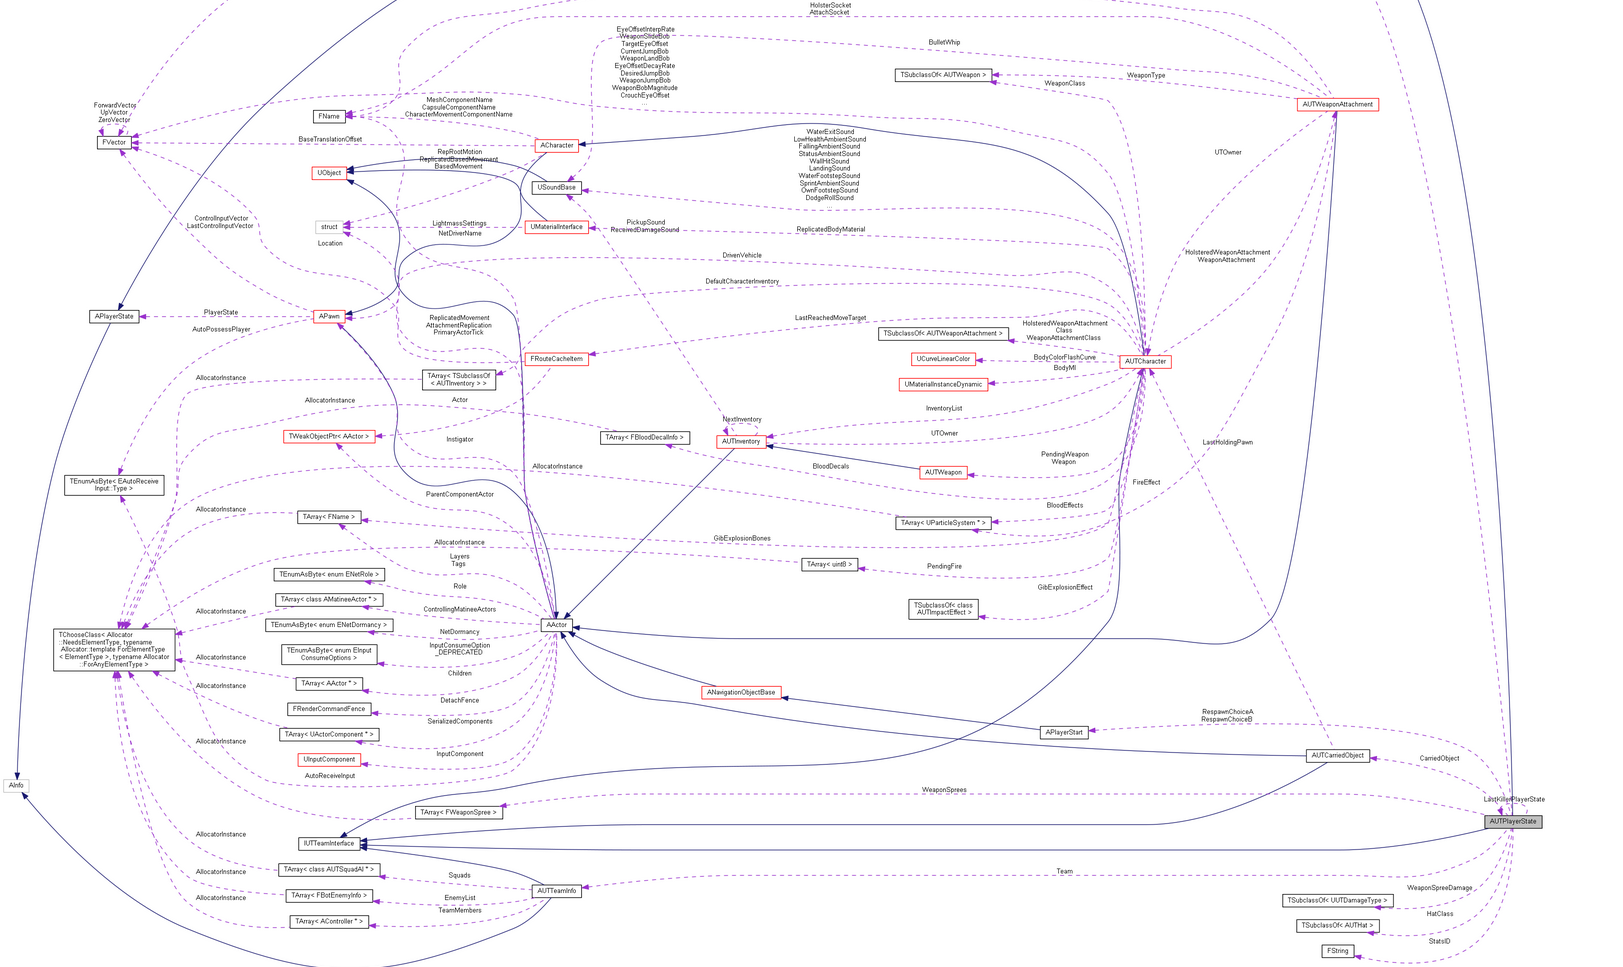 HolsterSocket
AttachSocket
EyeOffsetInterpRate
WeaponSlideBob
TargetEyeOffset
CurrentJumpBob
WeaponLandBob
EyeOffsetDecayRate
DesiredJumpBob
WeaponJumpBob
WeaponBobMagnitude
CrouchEyeOffset
...
BulletWhip
TSubclassOf< AUTWeapon >
WeaponType
WeaponClass
AUTWeaponAttachment
ForwardVector
UpVector
ZeroVector
FVector
FName
MeshComponentName
CapsuleComponentName
CharacterMovementComponentName
BaseTranslationOffset
ACharacter
RepRootMotion
ReplicatedBasedMovement
BasedMovement
UObject
USoundBase
WaterExitSound
LowHealthAmbientSound
FallingAmbientSound
StatusAmbientSound
WallHitSound
LandingSound
WaterFootstepSound
SprintAmbientSound
OwnFootstepSound
DodgeRollSound
...
UTOwner
ControlInputVector
LastControlInputVector
struct
Location
LightmassSettings
NetDriverName
UMaterialInterface
PickupSound
ReceivedDamageSound
ReplicatedBodyMaterial
HolsteredWeaponAttachment
WeaponAttachment
DrivenVehicle
DefaultCharacterInventory
APlayerState
PlayerState
APawn
AutoPossessPlayer
ReplicatedMovement
AttachmentReplication
PrimaryActorTick
LastReachedMoveTarget
TSubclassOf< AUTWeaponAttachment >
HolsteredWeaponAttachment
Class
WeaponAttachmentClass
FRouteCacheItem
UCurveLinearColor
BodyColorFlashCurve
BodyMI
AUTCharacter
AllocatorInstance
TArray< TSubclassOf
< AUTInventory > >
UMaterialInstanceDynamic
AllocatorInstance
Actor
InventoryList
NextInventory
TWeakObjectPtr< AActor >
Instigator
TArray< FBloodDecalInfo >
AUTInventory
UTOwner
LastHoldingPawn
PendingWeapon
Weapon
AllocatorInstance
BloodDecals
AUTWeapon
TEnumAsByte< EAutoReceive
Input::Type >
ParentComponentActor
FireEffect
AllocatorInstance
TArray< FName >
BloodEffects
TArray< UParticleSystem * >
GibExplosionBones
AllocatorInstance
Layers
Tags
TArray< uint8 >
PendingFire
TEnumAsByte< enum ENetRole >
Role
GibExplosionEffect
AllocatorInstance
TArray< class AMatineeActor * >
ControllingMatineeActors
TSubclassOf< class
AUTImpactEffect >
TEnumAsByte< enum ENetDormancy >
NetDormancy
AActor
TChooseClass< Allocator
::NeedsElementType, typename
Allocator::template ForElementType
< ElementType >, typename Allocator
::ForAnyElementType >
TEnumAsByte< enum EInput
ConsumeOptions >
InputConsumeOption
_DEPRECATED
AllocatorInstance
TArray< AActor * >
Children
AllocatorInstance
FRenderCommandFence
DetachFence
ANavigationObjectBase
SerializedComponents
TArray< UActorComponent * >
AllocatorInstance
RespawnChoiceA
RespawnChoiceB
APlayerStart
UInputComponent
InputComponent
AutoReceiveInput
AUTCarriedObject
CarriedObject
AInfo
WeaponSprees
TArray< FWeaponSpree >
LastKillerPlayerState
AUTPlayerState
AllocatorInstance
IUTTeamInterface
TArray< class AUTSquadAI * >
Squads
AllocatorInstance
TArray< FBotEnemyInfo >
EnemyList
AUTTeamInfo
Team
AllocatorInstance
TArray< AController * >
TeamMembers
WeaponSpreeDamage
TSubclassOf< UUTDamageType >
HatClass
TSubclassOf< AUTHat >
StatsID
FString